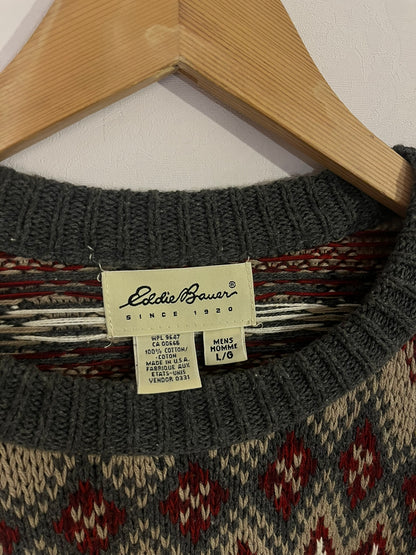 Eddie Bauer®
SINCE 1920
WPL 9647
CA 00666
100% COTTON/
COTON
MADE IN U.S.A.
FABRIQUE AUX
ETATS-UNIS
VENDOR 0331
MENS
HOMME
L/G